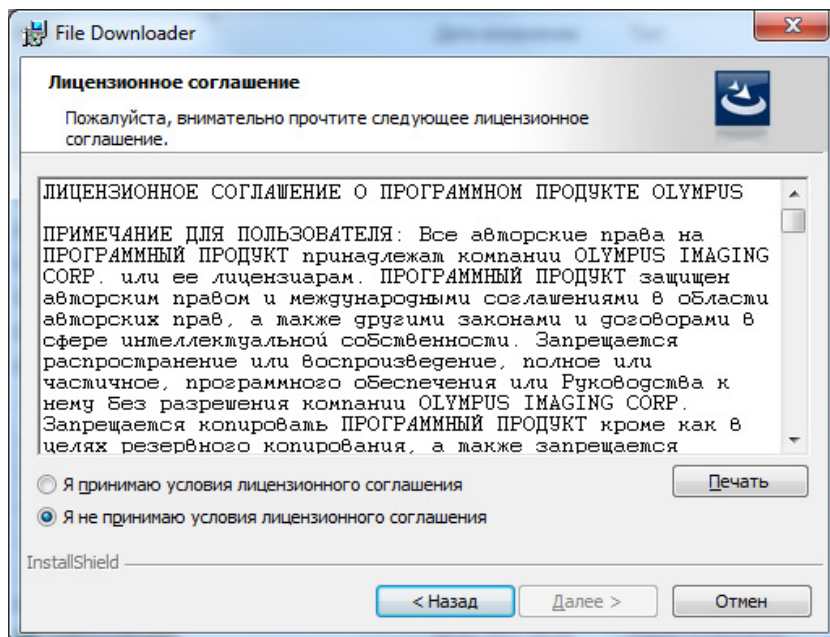 File Downloader
Лицензионное соглашение
Пожалуйста, внимательно прочтите следующее лицензионное
соглашение.
ЛИЦЕНЗИОННОЕ СОГЛАШЕНИЕ О ПРОГРАММНОМ ПРОДУКТЕ OLYMPUS
ПРИМЕЧАНИЕ ДЛЯ ПОЛЬЗОВАТЕЛЯ: Все авторские права на
ПРОГРАММНЫЙ ПРОДУКТ принадлежат компании OLYMPUS IMAGING
CORP. или ее лицензиарам. ПРОГРАММНЫЙ ПРОДУКТ защищен
авторским правом и международными соглашениями в области
авторских прав, а также другими законами и договорами в
сфере интеллектуальной собственности. Запрещается
распространение или воспроизведение, полное или
частичное, программного обеспечения или Руководства к
нему без разрешения компании OLYMPUS IMAGING CORP.
Запрещается копировать ПРОГРАММНЫЙ ПРОДУКТ кроме как в
целях резервного копирования, а также запрещается
Я принимаю условия лицензионного соглашения
Печать
Я не принимаю условия лицензионного соглашения
InstallShield
< Назад
Далее >
Отмен